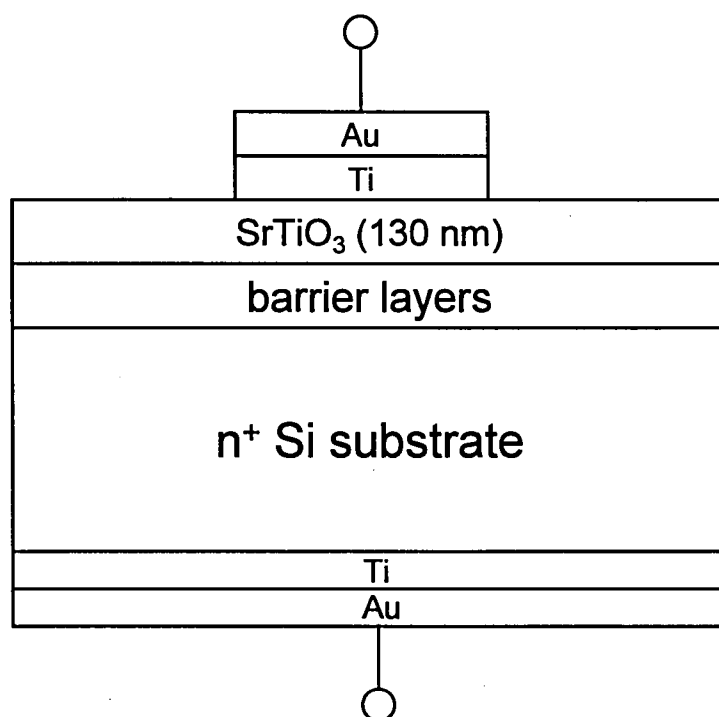 Au
Ti
SrTiO₃ (130 nm)
barrier layers
n⁺ Si substrate
Ti
Au